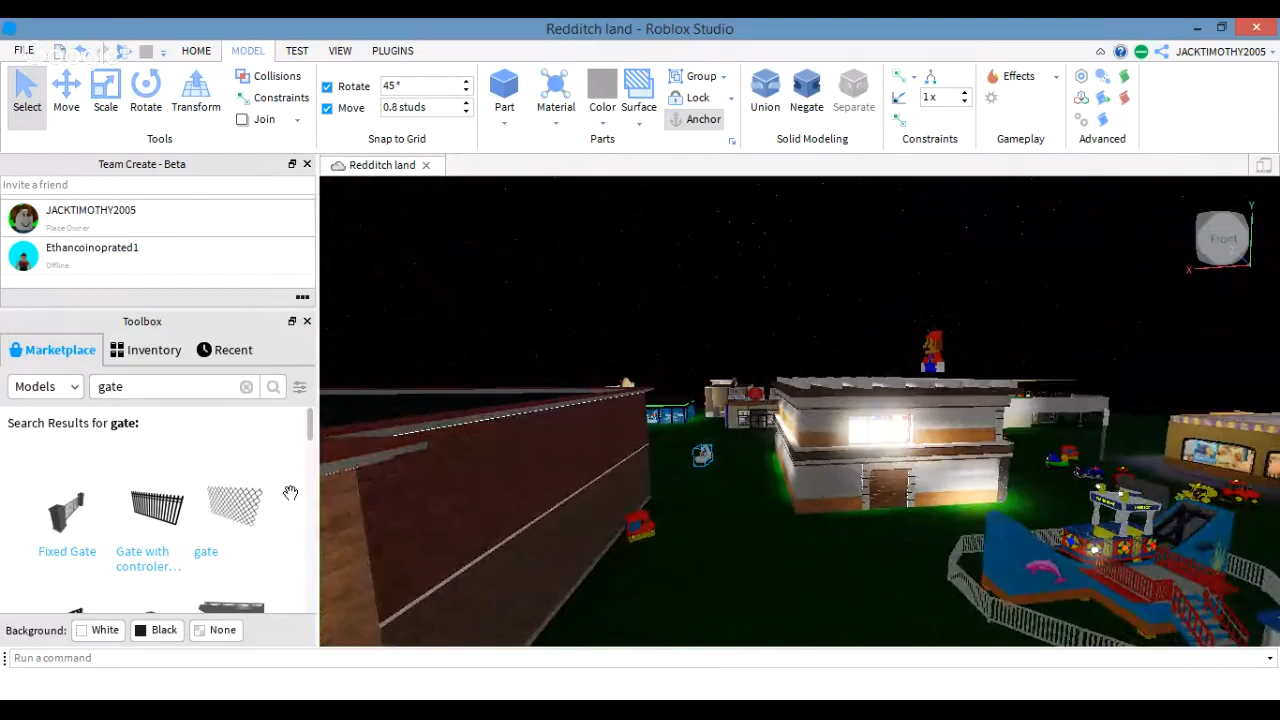 Redditch land - Roblox Studio
FILE HOME MODEL TEST VIEW PLUGINS JACKTIMOTHY2005
Select Move Scale Rotate Transform
Collisions
Constraints
Join
Tools
Rotate 45°
Move 0.8 studs
Snap to Grid
Part Material Color Surface
Group
Lock
Anchor
Parts
Union Negate Separate
Solid Modeling
1 x
Constraints
Effects
Gameplay
Advanced
Team Create - Beta
Invite a friend
JACKTIMOTHY2005
Place Owner
Ethancoinoprated1
Offline
Redditch land
Front
Y
X
Toolbox
Marketplace Inventory Recent
Models gate
Search Results for gate:
Fixed Gate
Gate with
controler...
gate
Background: White Black None
Run a command